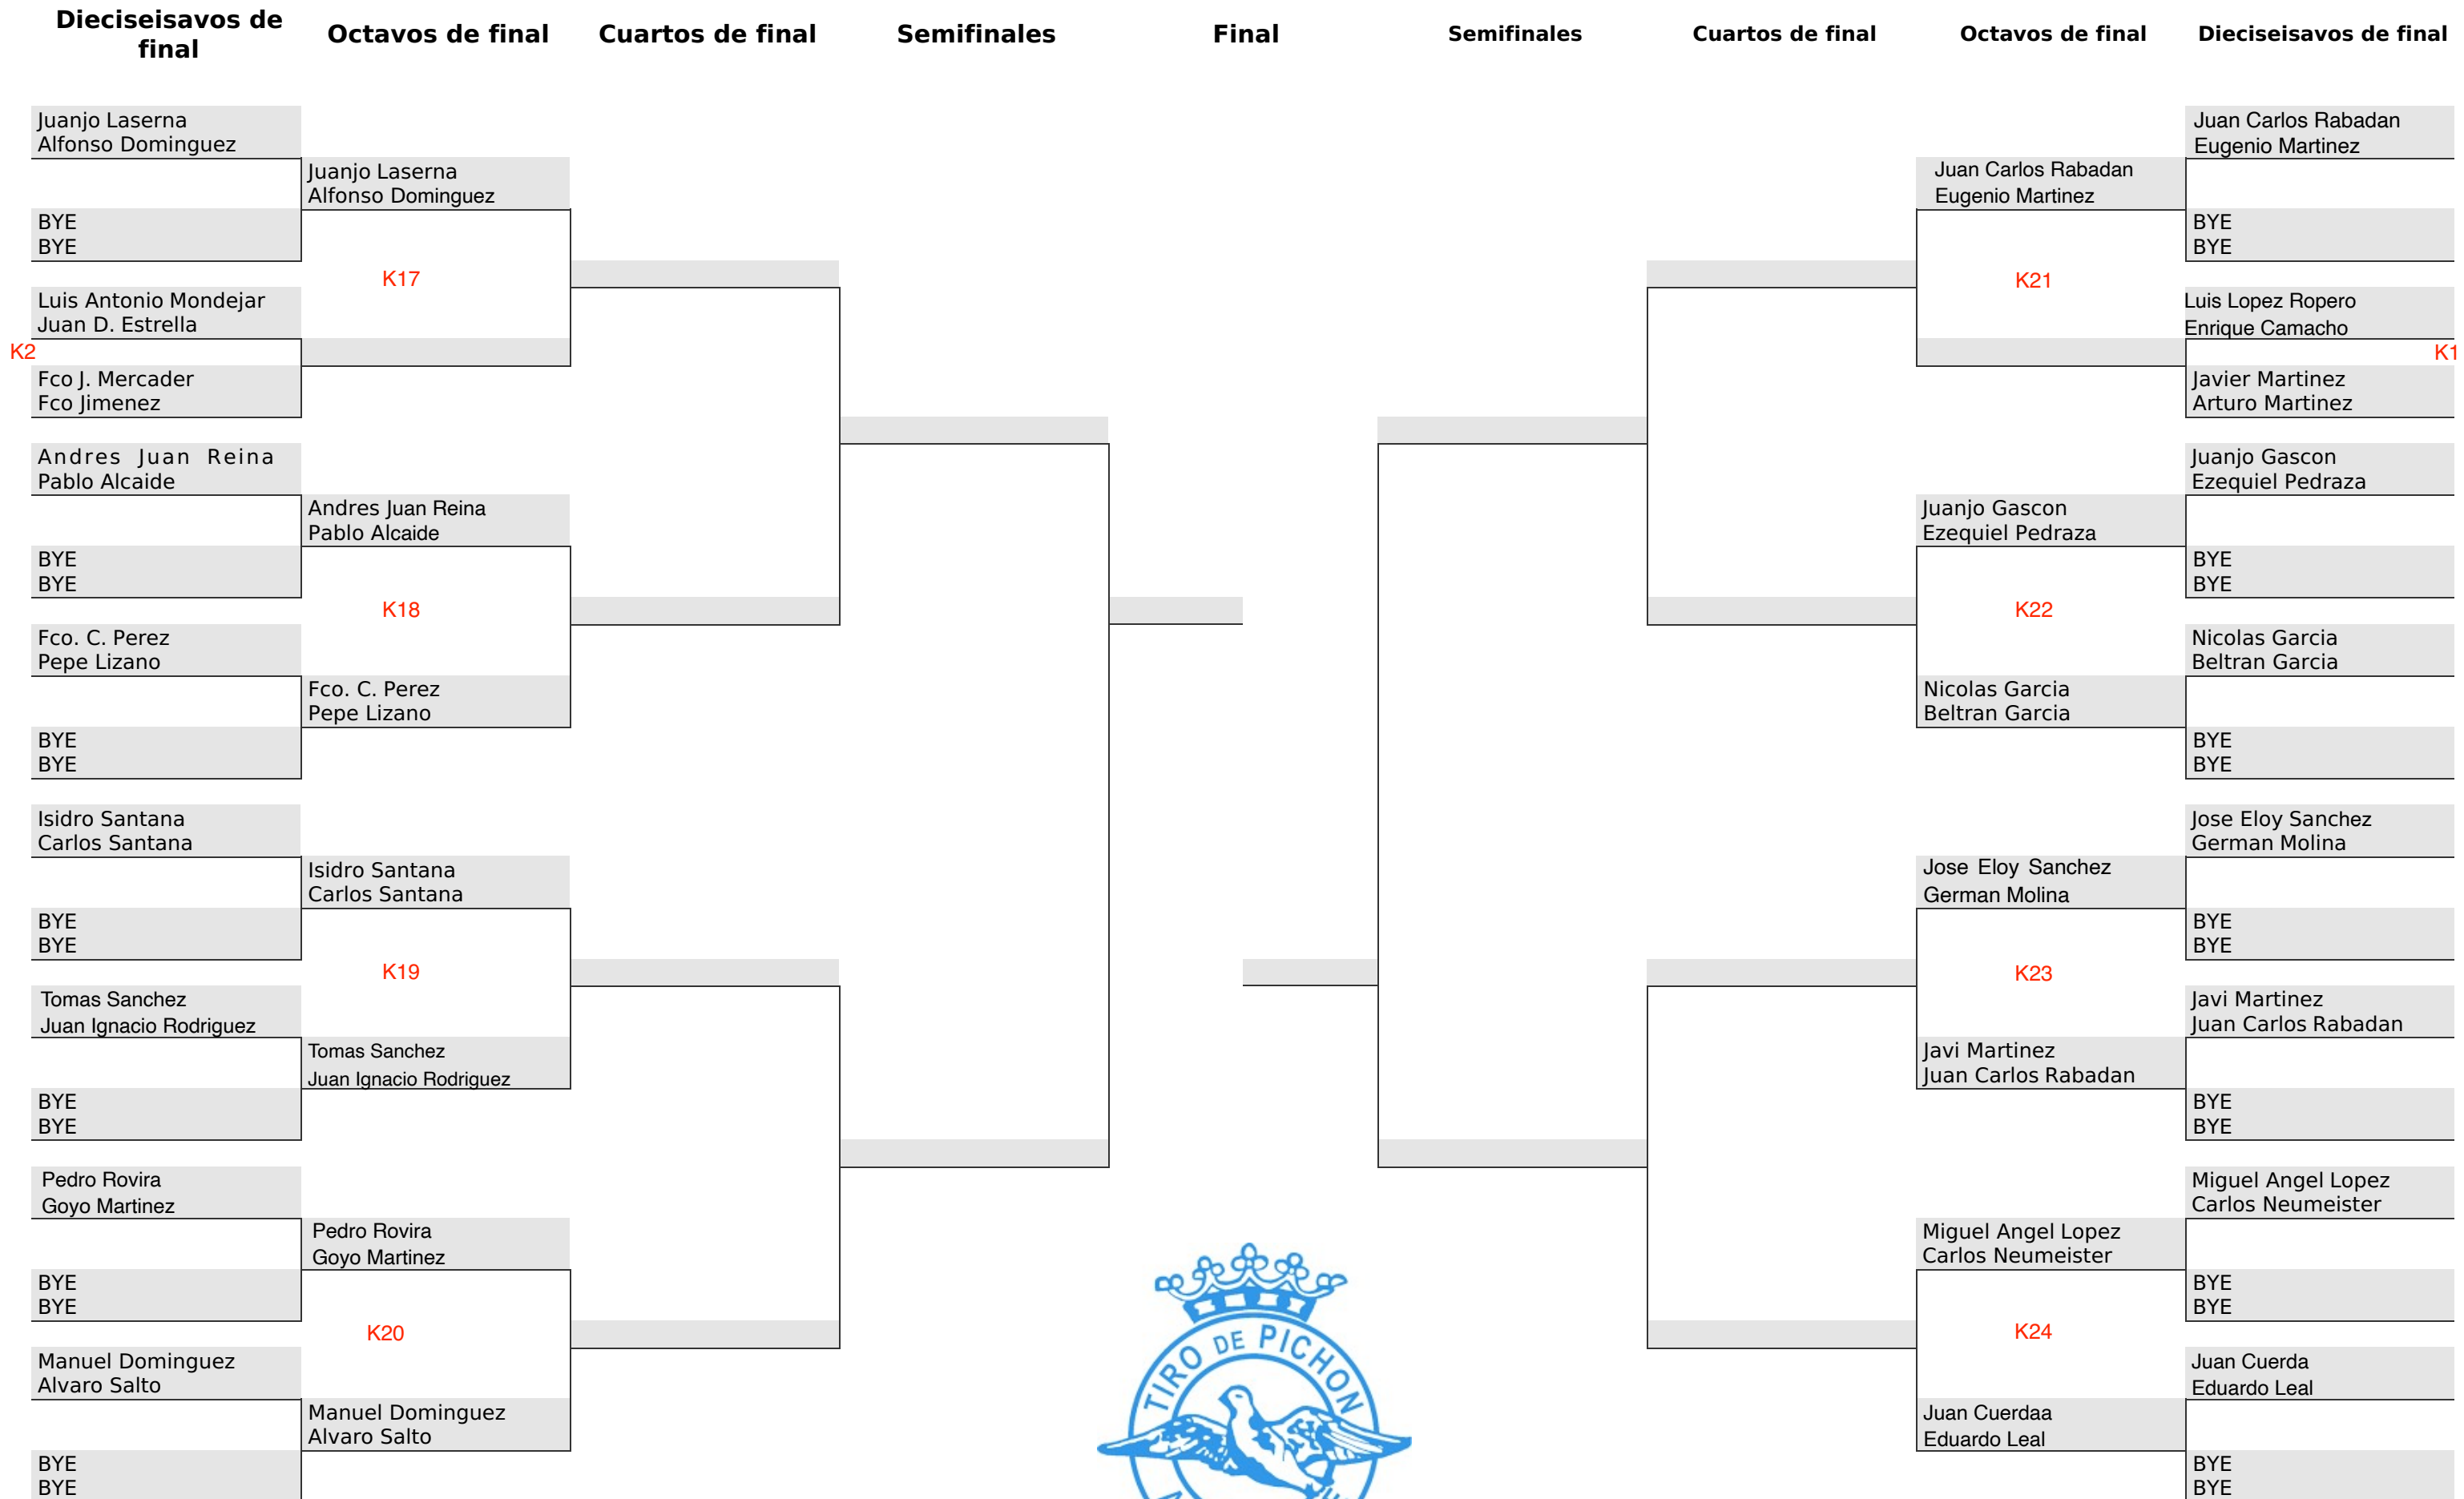 Dieciseisavos de
final
Octavos de final
Cuartos de final
Semifinales
Final
Semifinales
Cuartos de final
Octavos de final
Dieciseisavos de final
Juanjo Laserna
Alfonso Dominguez
BYE
BYE
Luis Antonio Mondejar
Juan D. Estrella
K2
Fco J. Mercader
Fco Jimenez
Andres Juan Reina
Pablo Alcaide
BYE
BYE
Fco. C. Perez
Pepe Lizano
BYE
BYE
Isidro Santana
Carlos Santana
BYE
BYE
Tomas Sanchez
Juan Ignacio Rodriguez
BYE
BYE
Pedro Rovira
Goyo Martinez
BYE
BYE
Manuel Dominguez
Alvaro Salto
BYE
BYE
Juanjo Laserna
Alfonso Dominguez
K17
Andres Juan Reina
Pablo Alcaide
K18
Fco. C. Perez
Pepe Lizano
Isidro Santana
Carlos Santana
K19
Tomas Sanchez
Juan Ignacio Rodriguez
Pedro Rovira
Goyo Martinez
K20
Manuel Dominguez
Alvaro Salto
TIRO DE PICHON
Juan Carlos Rabadan
Eugenio Martinez
K21
Juanjo Gascon
Ezequiel Pedraza
K22
Nicolas Garcia
Beltran Garcia
Jose Eloy Sanchez
German Molina
K23
Javi Martinez
Juan Carlos Rabadan
Miguel Angel Lopez
Carlos Neumeister
K24
Juan Cuerdaa
Eduardo Leal
Juan Carlos Rabadan
Eugenio Martinez
BYE
BYE
Luis Lopez Ropero
Enrique Camacho
K1
Javier Martinez
Arturo Martinez
Juanjo Gascon
Ezequiel Pedraza
BYE
BYE
Nicolas Garcia
Beltran Garcia
BYE
BYE
Jose Eloy Sanchez
German Molina
BYE
BYE
Javi Martinez
Juan Carlos Rabadan
BYE
BYE
Miguel Angel Lopez
Carlos Neumeister
BYE
BYE
Juan Cuerda
Eduardo Leal
BYE
BYE